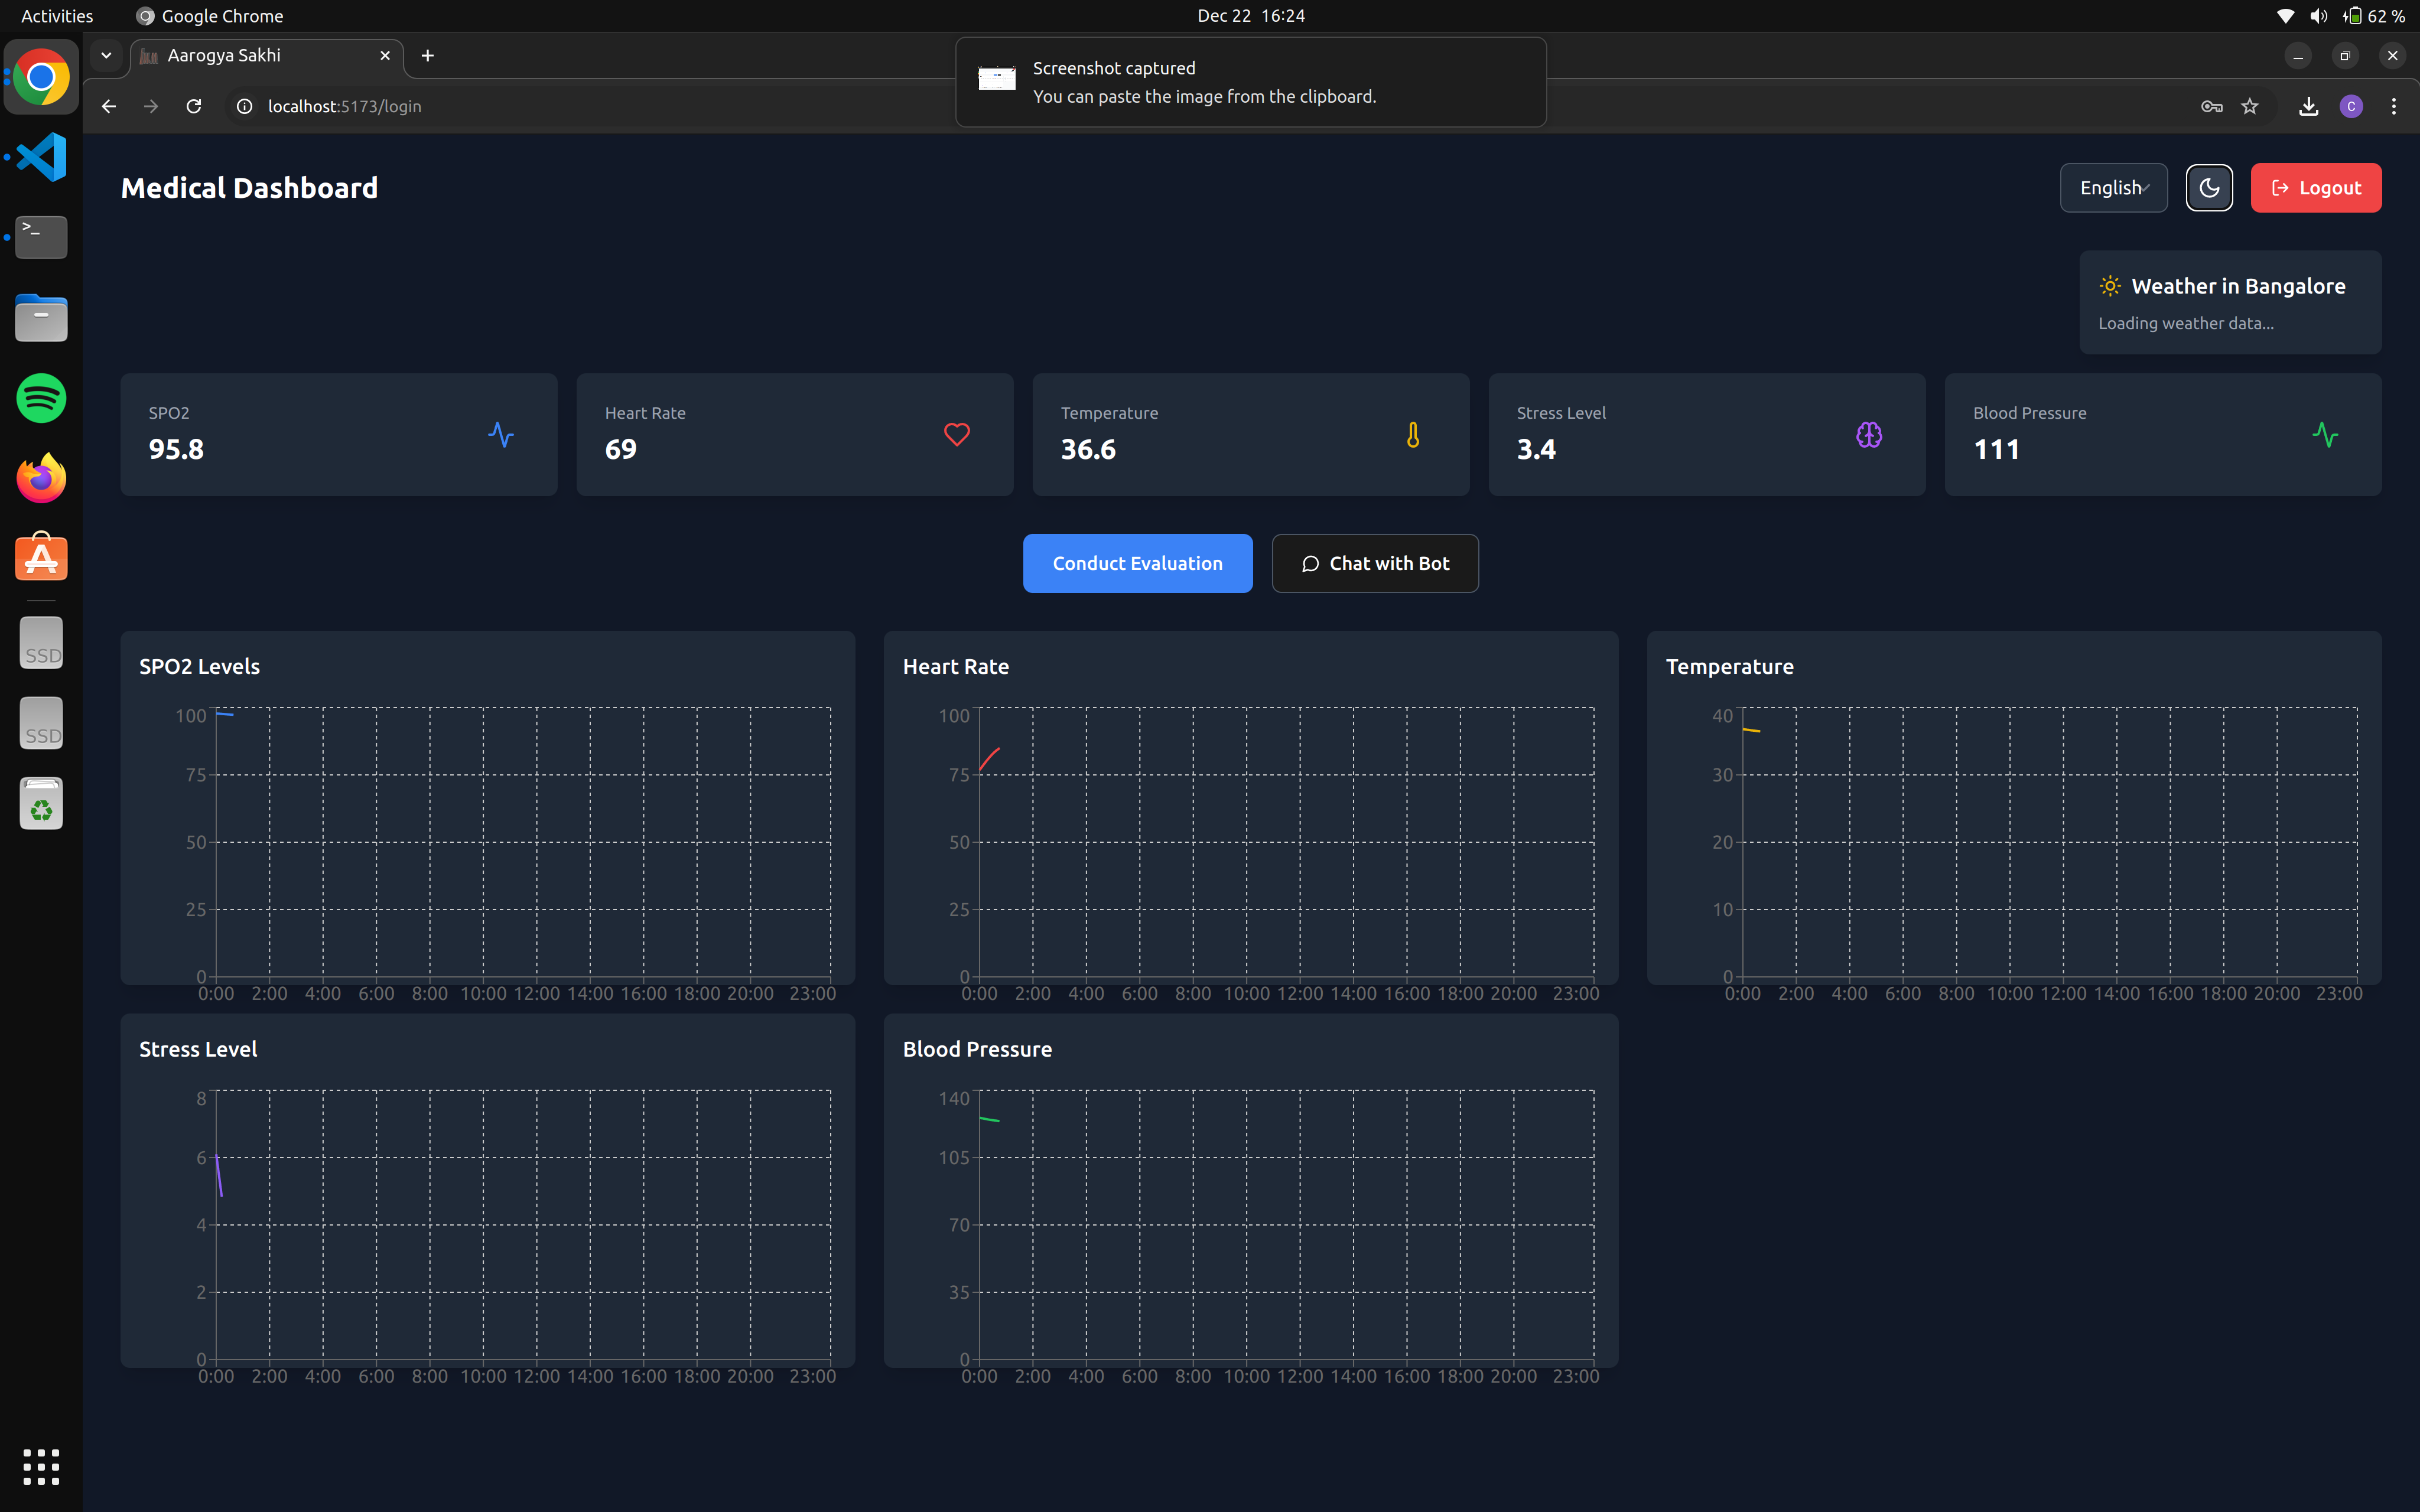 Activities Google Chrome Dec 22 16:24 62 %
Aarogya Sakhi
Screenshot captured
You can paste the image from the clipboard.
localhost:5173/login
C
Medical Dashboard
English
Logout
Weather in Bangalore
Loading weather data...
SPO2
95.8
Heart Rate
69
Temperature
36.6
Stress Level
3.4
Blood Pressure
111
Conduct Evaluation
Chat with Bot
SPO2 Levels
100
75
50
25
0
0:00 2:00 4:00 6:00 8:00 10:00 12:00 14:00 16:00 18:00 20:00 23:00
Heart Rate
100
75
50
25
0
0:00 2:00 4:00 6:00 8:00 10:00 12:00 14:00 16:00 18:00 20:00 23:00
Temperature
40
30
20
10
0
0:00 2:00 4:00 6:00 8:00 10:00 12:00 14:00 16:00 18:00 20:00 23:00
Stress Level
8
6
4
2
0
0:00 2:00 4:00 6:00 8:00 10:00 12:00 14:00 16:00 18:00 20:00 23:00
Blood Pressure
140
105
70
35
0
0:00 2:00 4:00 6:00 8:00 10:00 12:00 14:00 16:00 18:00 20:00 23:00
>_
SSD
SSD